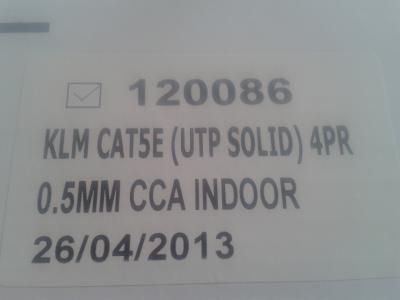 120086
KLM CAT5E (UTP SOLID) 4PR
0.5MM CCA INDOOR
26/04/2013